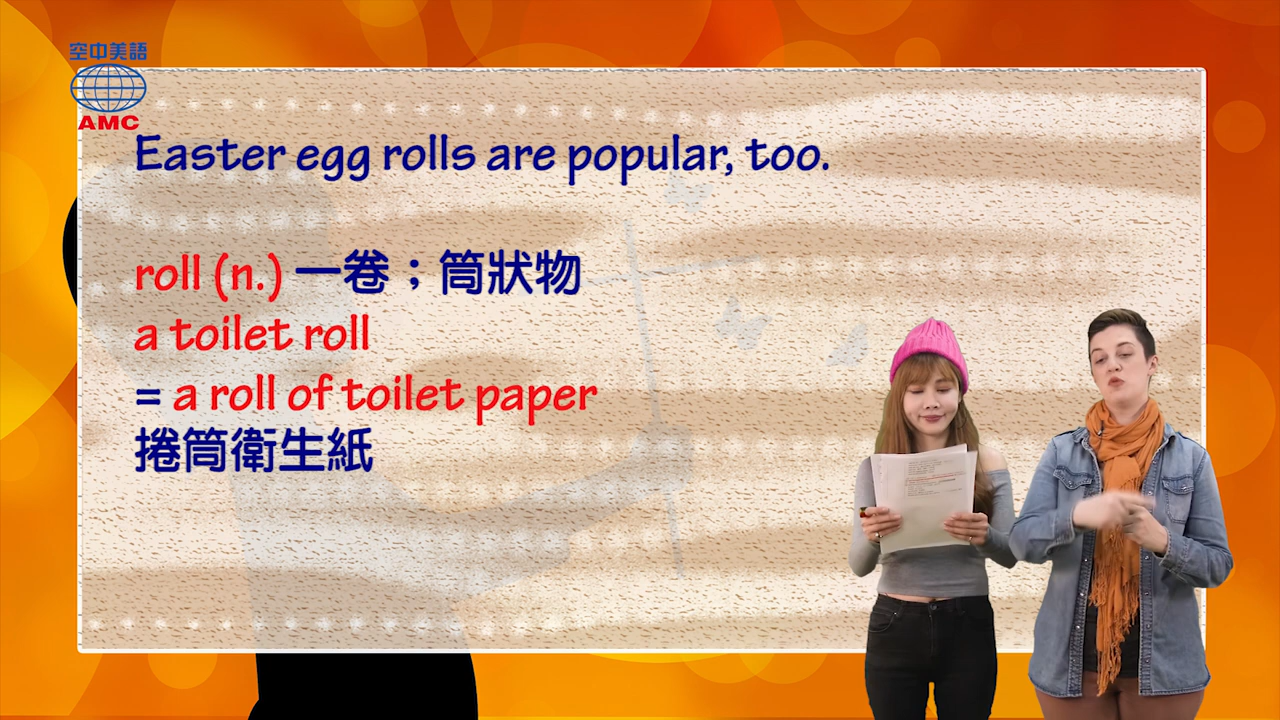 空中美語
AMC
Easter egg rolls are popular, too.
roll (n.) 一卷；筒狀物
a toilet roll
= a roll of toilet paper
捲筒衛生紙